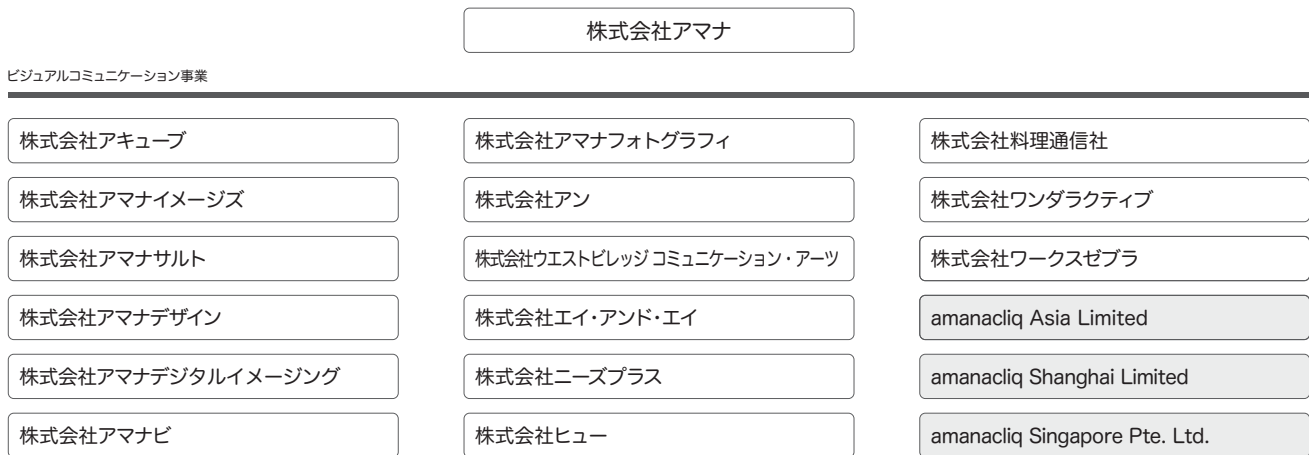 株式会社アマナ
ビジュアルコミュニケーション事業
株式会社アキューブ
株式会社アマナイメージズ
株式会社アマナサルト
株式会社アマナデザイン
株式会社アマナデジタルイメージング
株式会社アマナビ
株式会社アマナフォトグラフィ
株式会社アン
株式会社ウエストビレッジ コミュニケーション・アーツ
株式会社エイ・アンド・エイ
株式会社ニーズプラス
株式会社ヒュー
株式会社料理通信社
株式会社ワンダラクティブ
株式会社ワークスゼブラ
amanacliq Asia Limited
amanacliq Shanghai Limited
amanacliq Singapore Pte. Ltd.